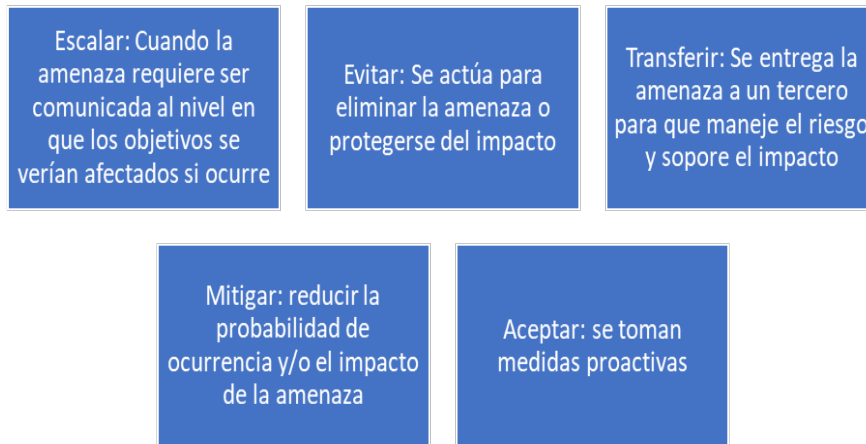 Escalar: Cuando la
amenaza requiere ser
comunicada al nivel en
que los objetivos se
verían afectados si ocurre
Evitar: Se actúa para
eliminar la amenaza o
protegerse del impacto
Transferir: Se entrega la
amenaza a un tercero
para que maneje el riesgo
y sopore el impacto
Mitigar: reducir la
probabilidad de
ocurrencia y/o el impacto
de la amenaza
Aceptar: se toman
medidas proactivas